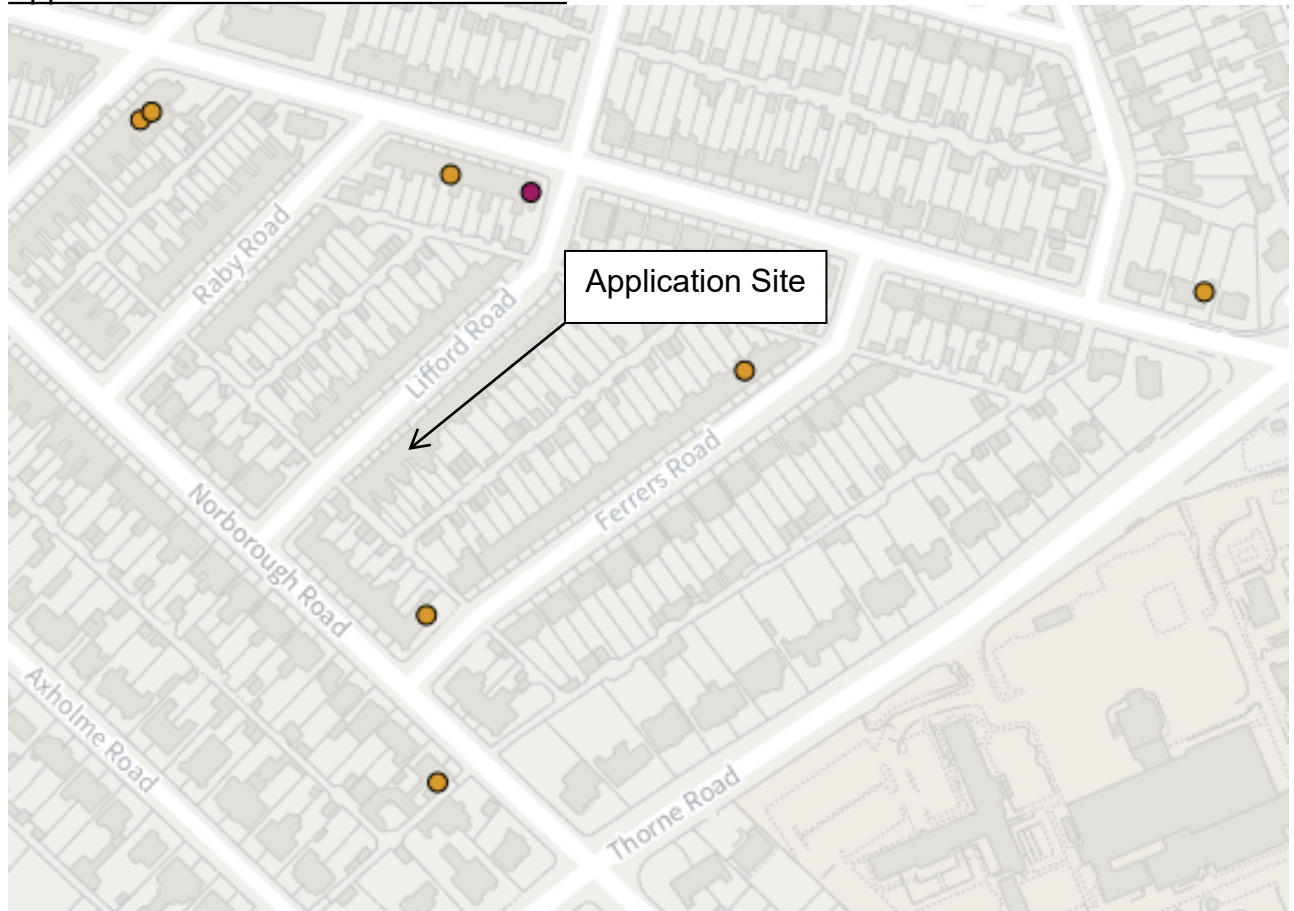 Application Site
Raby Road
Lifford Road
Ferrers Road
Norborough Road
Axholme Road
Thorne Road